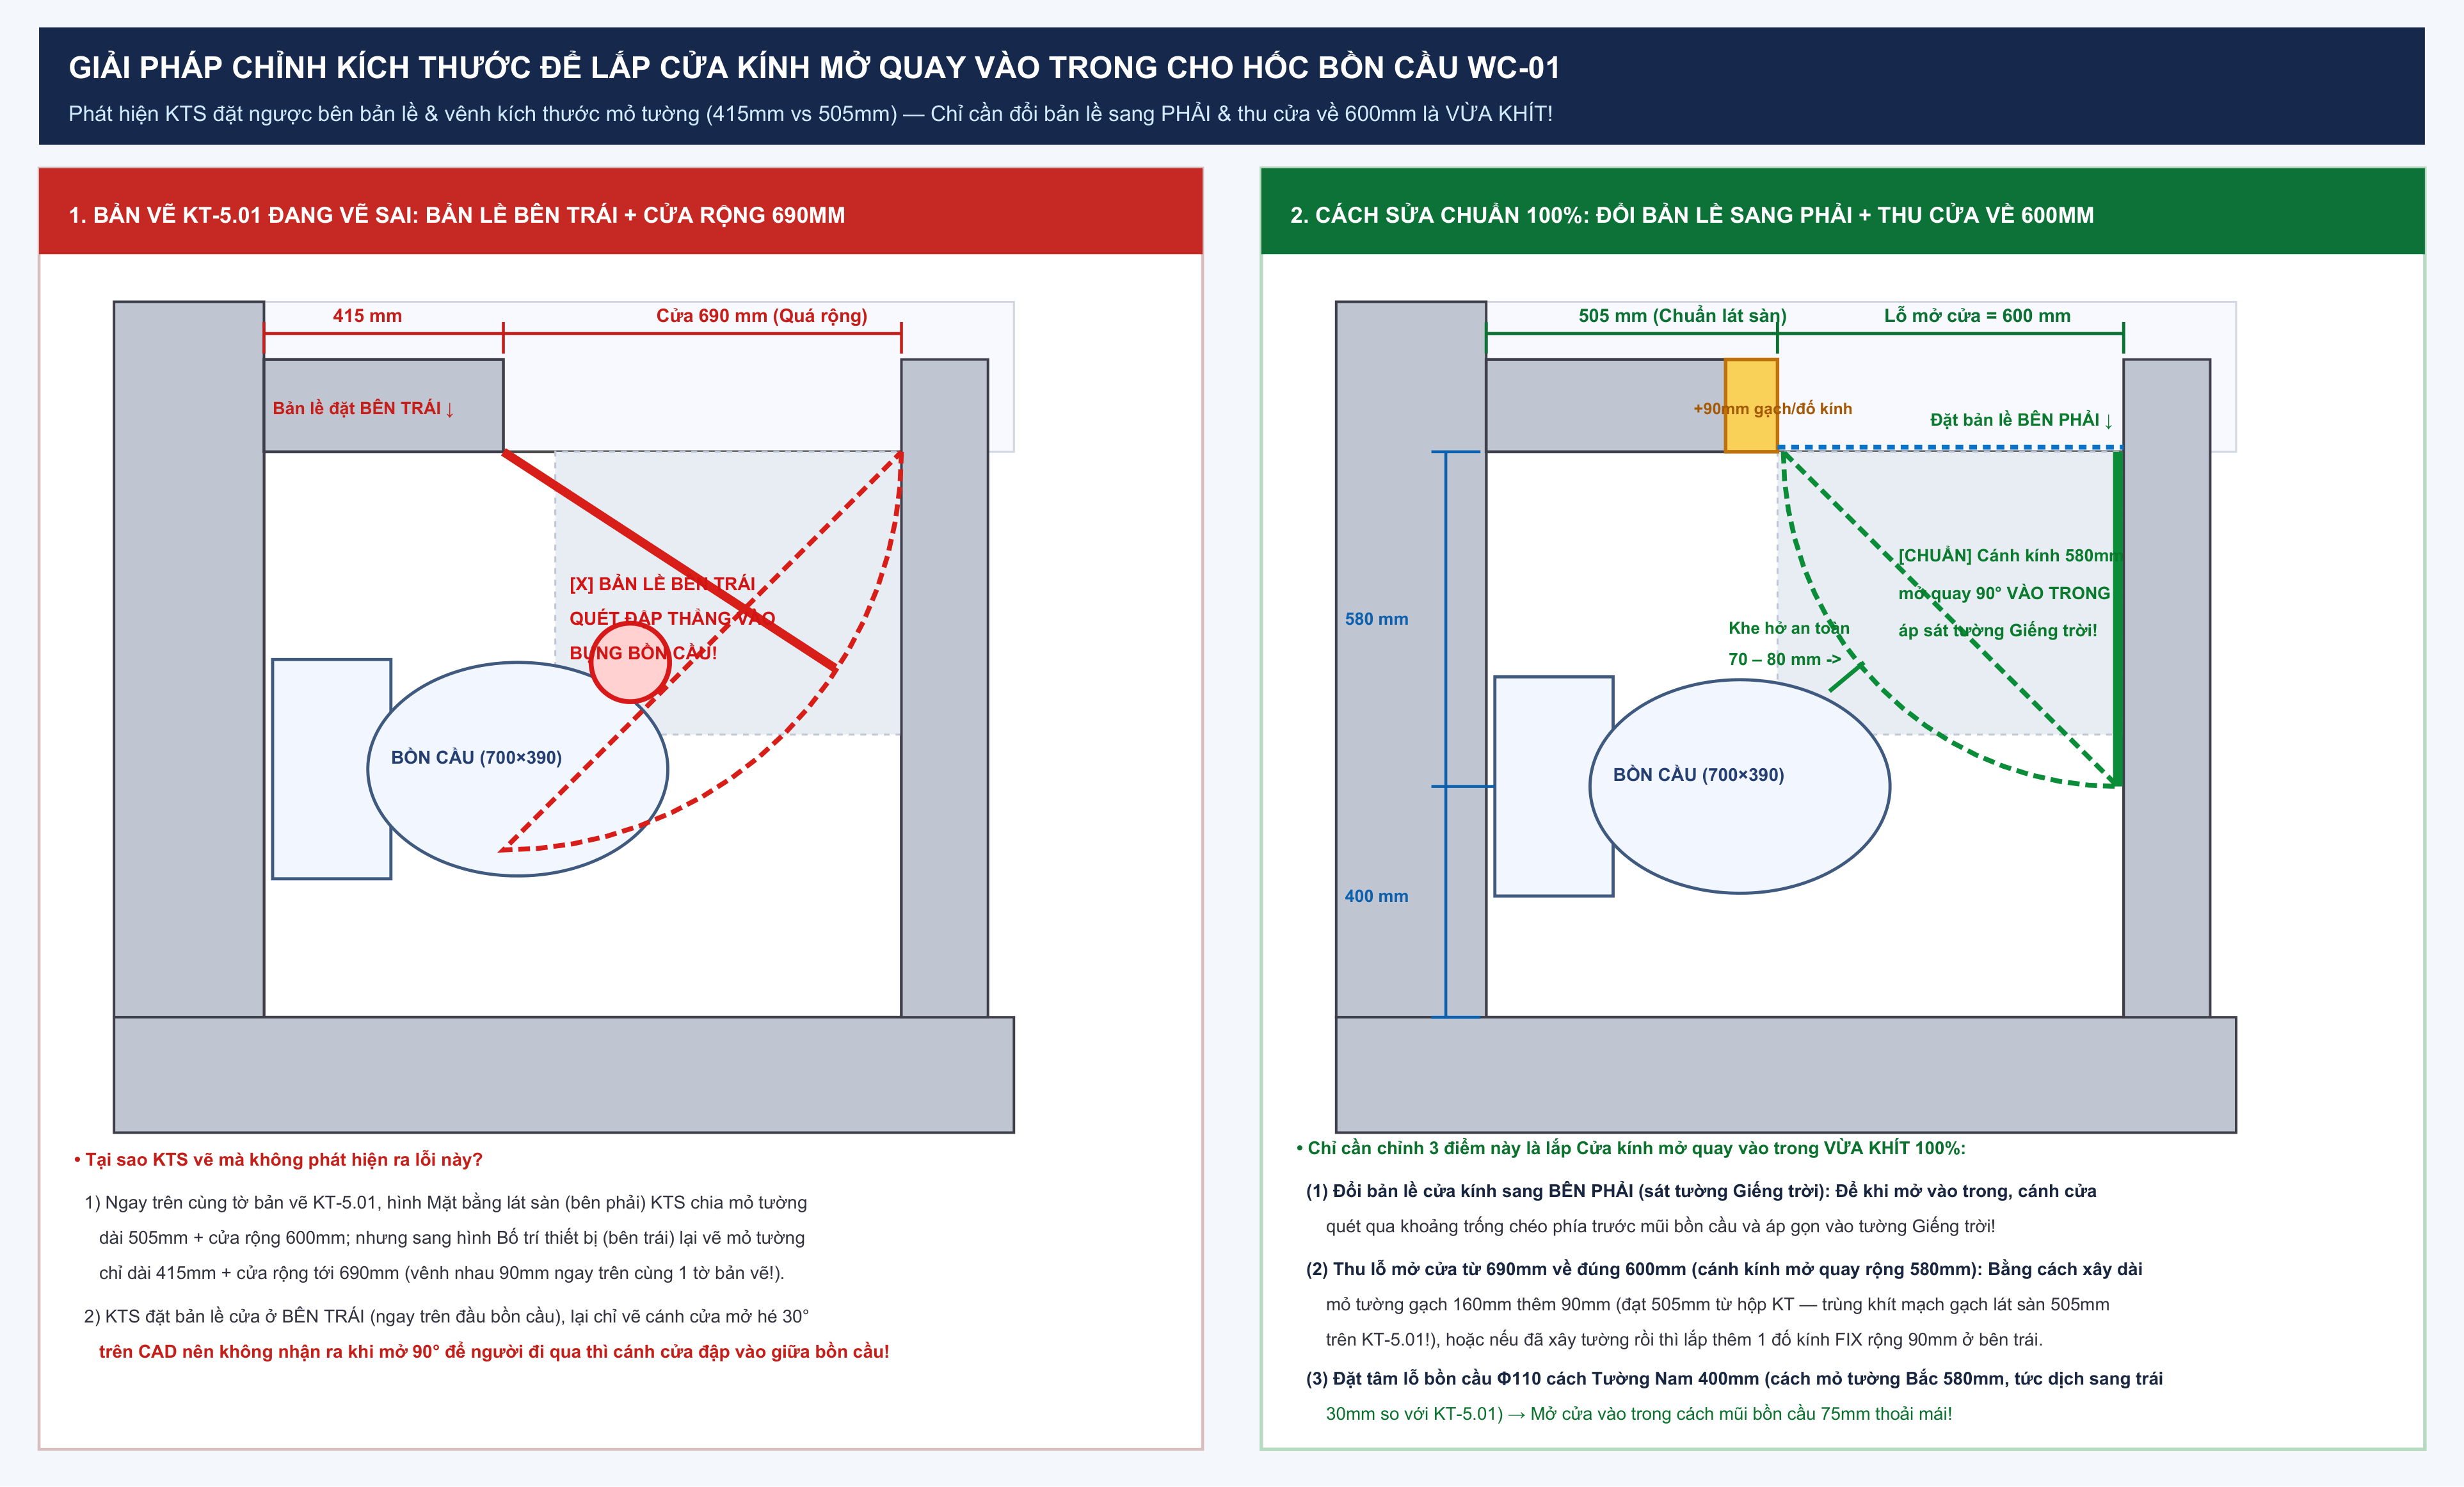 GIẢI PHÁP CHỈNH KÍCH THƯỚC ĐỂ LẮP CỬA KÍNH MỞ QUAY VÀO TRONG CHO HỐC BỒN CẦU WC-01
Phát hiện KTS đặt ngược bên bản lề & vênh kích thước mỏ tường (415mm vs 505mm) — Chỉ cần đổi bản lề sang PHẢI & thu cửa về 600mm là VỪA KHÍT!
1. BẢN VẼ KT-5.01 ĐANG VẼ SAI: BẢN LỀ BÊN TRÁI + CỬA RỘNG 690MM
415 mm
Cửa 690 mm (Quá rộng)
Bản lề đặt BÊN TRÁI ↓
[X] BẢN LỀ BÊN TRÁI
QUÉT ĐẬP THẲNG VÀO
BỤNG BỒN CẦU!
BỒN CẦU (700×390)
• Tại sao KTS vẽ mà không phát hiện ra lỗi này?
1) Ngay trên cùng tờ bản vẽ KT-5.01, hình Mặt bằng lát sàn (bên phải) KTS chia mỏ tường
dài 505mm + cửa rộng 600mm; nhưng sang hình Bố trí thiết bị (bên trái) lại vẽ mỏ tường
chỉ dài 415mm + cửa rộng tới 690mm (vênh nhau 90mm ngay trên cùng 1 tờ bản vẽ!).
2) KTS đặt bản lề cửa ở BÊN TRÁI (ngay trên đầu bồn cầu), lại chỉ vẽ cánh cửa mở hé 30°
trên CAD nên không nhận ra khi mở 90° để người đi qua thì cánh cửa đập vào giữa bồn cầu!
2. CÁCH SỬA CHUẨN 100%: ĐỔI BẢN LỀ SANG PHẢI + THU CỬA VỀ 600MM
505 mm (Chuẩn lát sàn)
Lỗ mở cửa = 600 mm
+90mm gạch/đố kính
Đặt bản lề BÊN PHẢI ↓
[CHUẨN] Cánh kính 580mm
mở quay 90° VÀO TRONG
áp sát tường Giếng trời!
580 mm
Khe hở an toàn
70 – 80 mm ->
BỒN CẦU (700×390)
400 mm
• Chỉ cần chỉnh 3 điểm này là lắp Cửa kính mở quay vào trong VỪA KHÍT 100%:
(1) Đổi bản lề cửa kính sang BÊN PHẢI (sát tường Giếng trời): Để khi mở vào trong, cánh cửa
quét qua khoảng trống chéo phía trước mũi bồn cầu và áp gọn vào tường Giếng trời!
(2) Thu lỗ mở cửa từ 690mm về đúng 600mm (cánh kính mở quay rộng 580mm): Bằng cách xây dài
mỏ tường gạch 160mm thêm 90mm (đạt 505mm từ hộp KT — trùng khít mạch gạch lát sàn 505mm
trên KT-5.01!), hoặc nếu đã xây tường rồi thì lắp thêm 1 đố kính FIX rộng 90mm ở bên trái.
(3) Đặt tâm lỗ bồn cầu Φ110 cách Tường Nam 400mm (cách mỏ tường Bắc 580mm, tức dịch sang trái
30mm so với KT-5.01) → Mở cửa vào trong cách mũi bồn cầu 75mm thoải mái!